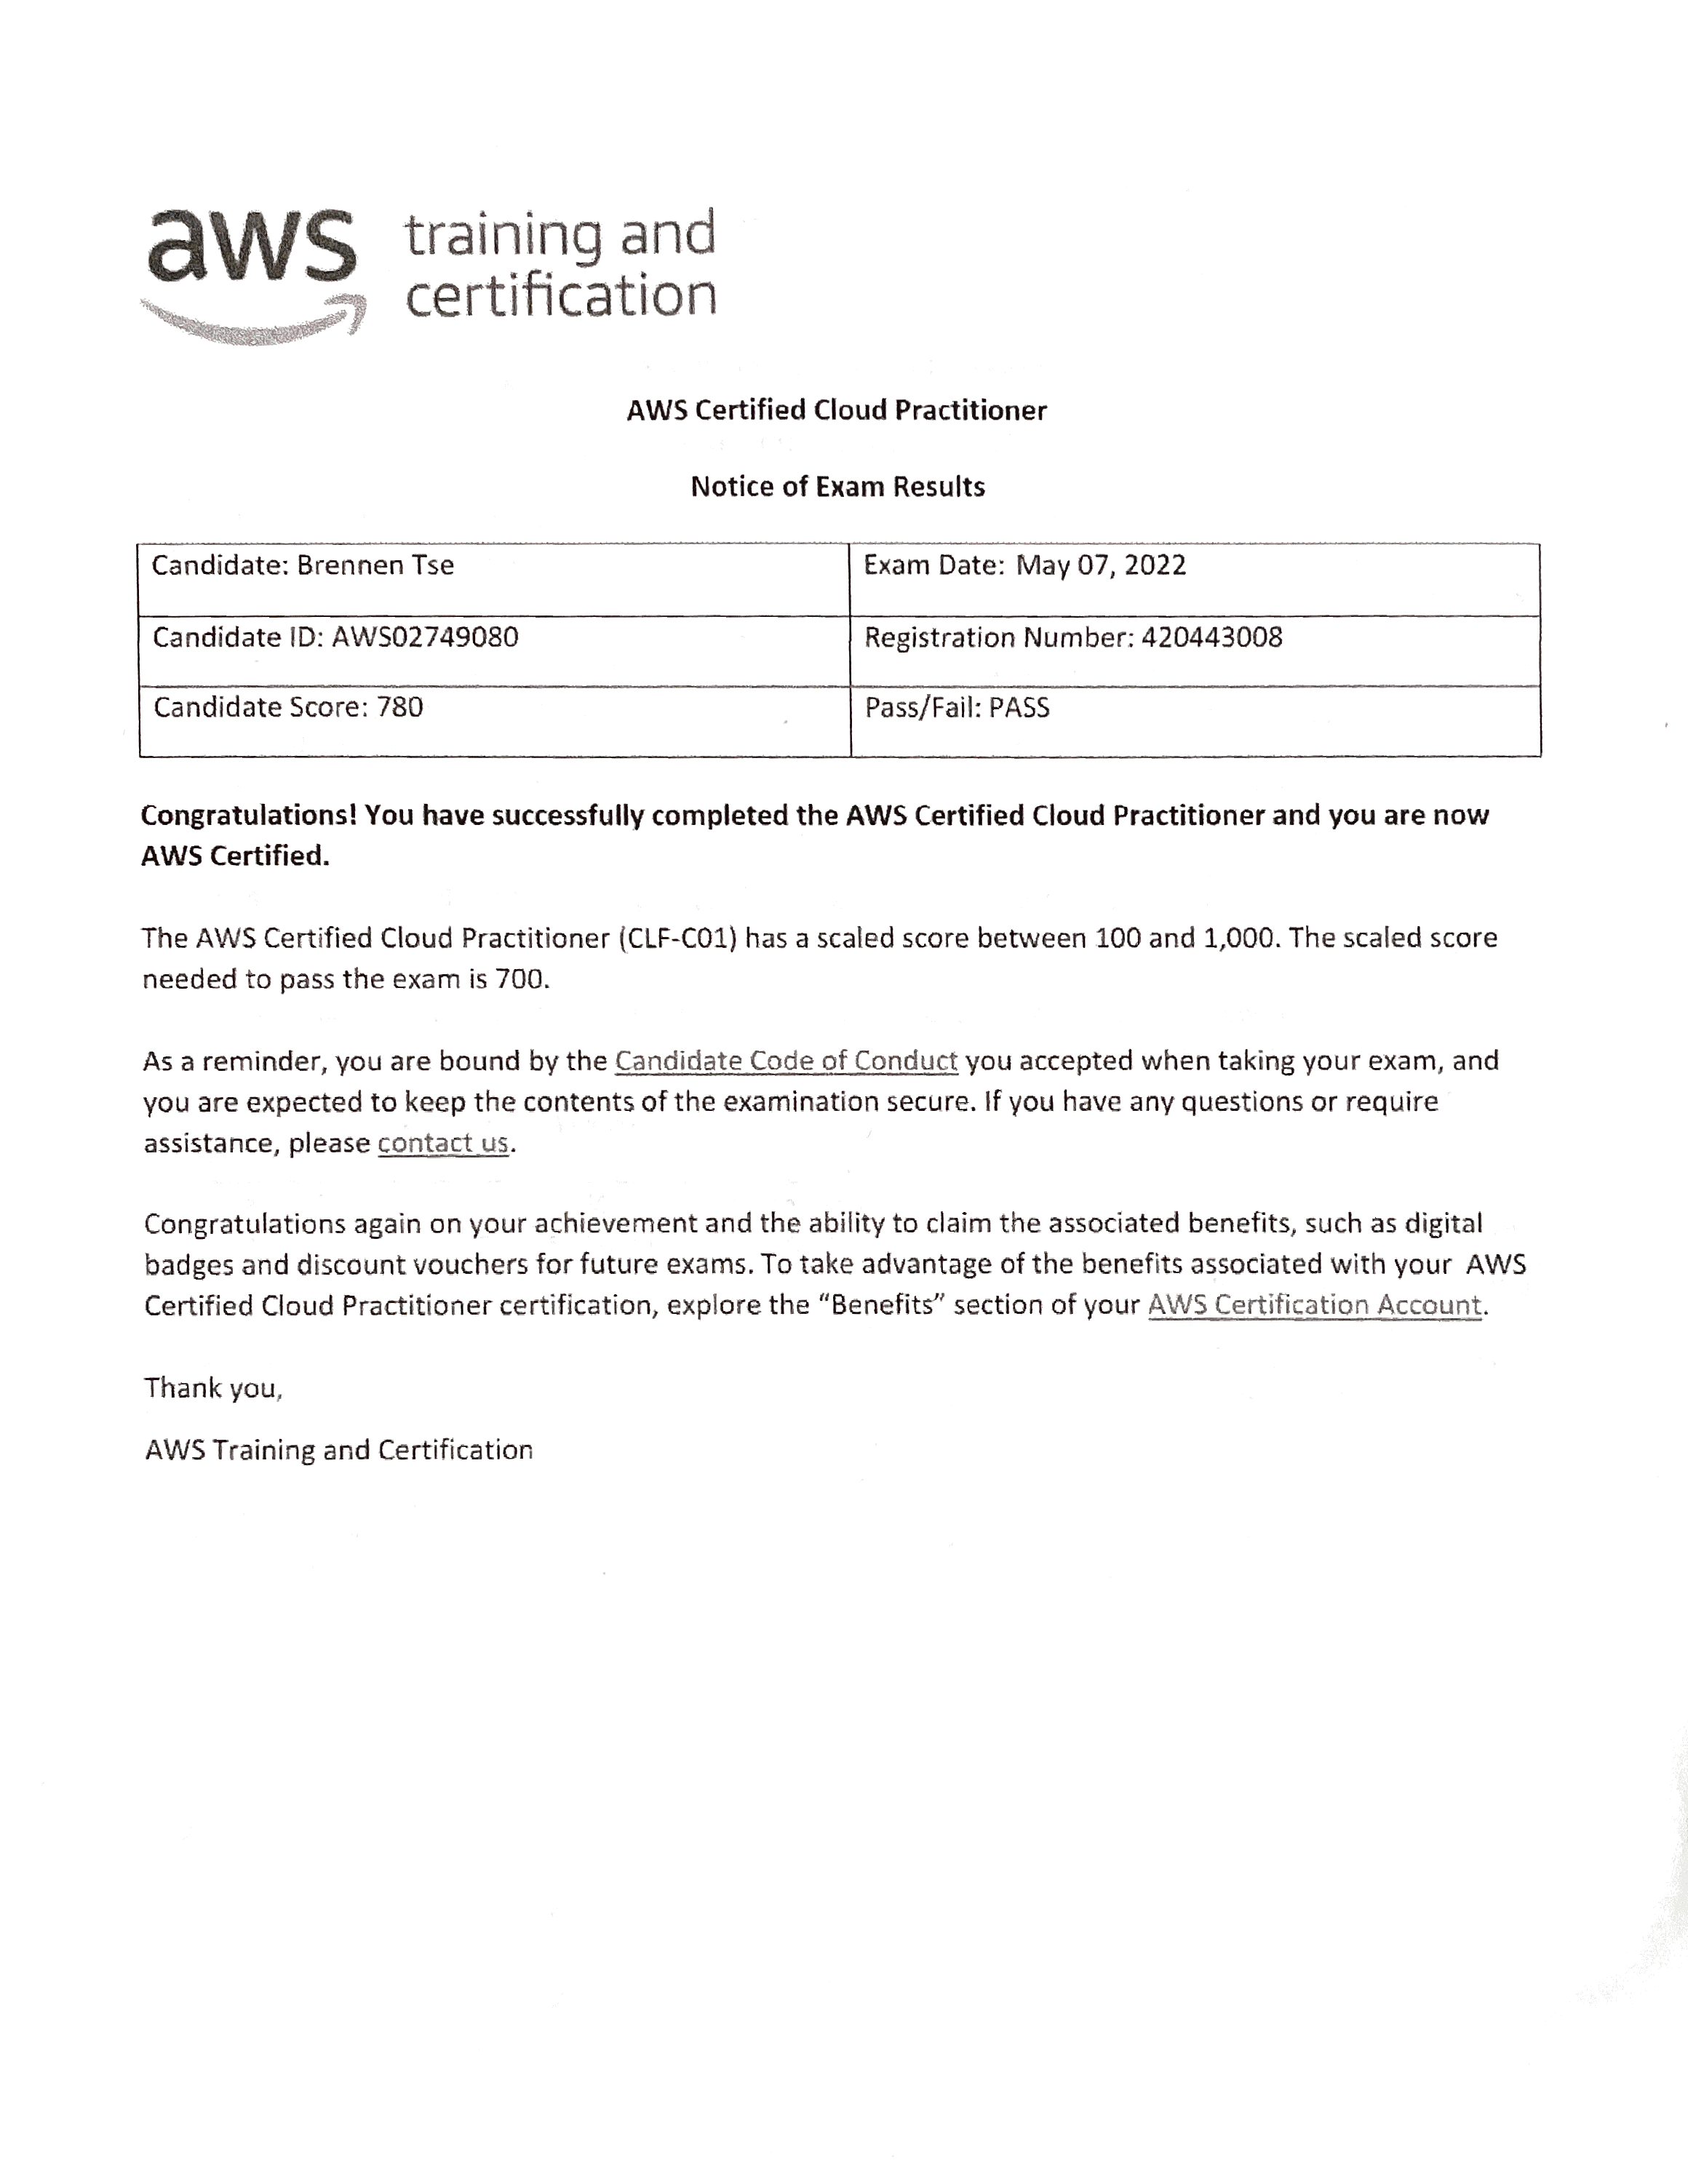 aws training and
certification
AWS Certified Cloud Practitioner
Notice of Exam Results
Candidate: Brennen Tse
Exam Date: May 07, 2022
Candidate ID: AWS02749080
Registration Number: 420443008
Candidate Score: 780
Pass/Fail: PASS
Congratulations! You have successfully completed the AWS Certified Cloud Practitioner and you are now
AWS Certified.
The AWS Certified Cloud Practitioner (CLF-C01) has a scaled score between 100 and 1,000. The scaled score
needed to pass the exam is 700.
As a reminder, you are bound by the Candidate Code of Conduct you accepted when taking your exam, and
you are expected to keep the contents of the examination secure. If you have any questions or require
assistance, please contact us.
Congratulations again on your achievement and the ability to claim the associated benefits, such as digital
badges and discount vouchers for future exams. To take advantage of the benefits associated with your AWS
Certified Cloud Practitioner certification, explore the “Benefits” section of your AWS Certification Account.
Thank you,
AWS Training and Certification